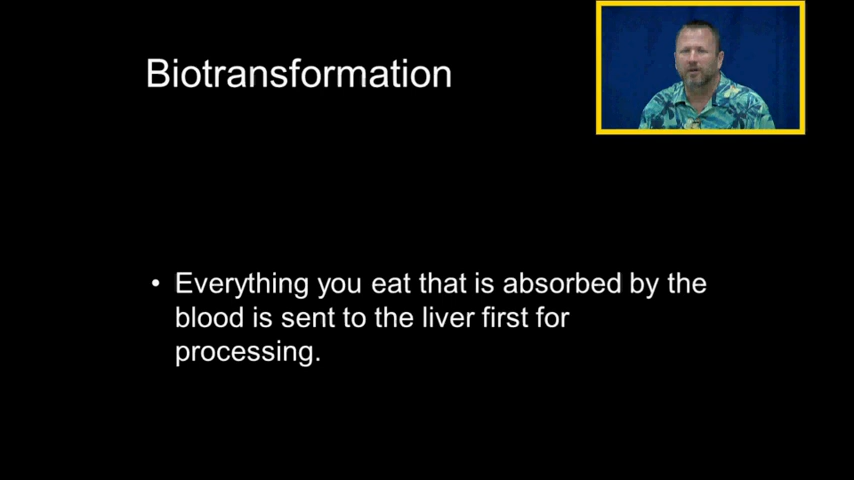 Biotransformation
• Everything you eat that is absorbed by the
blood is sent to the liver first for
processing.